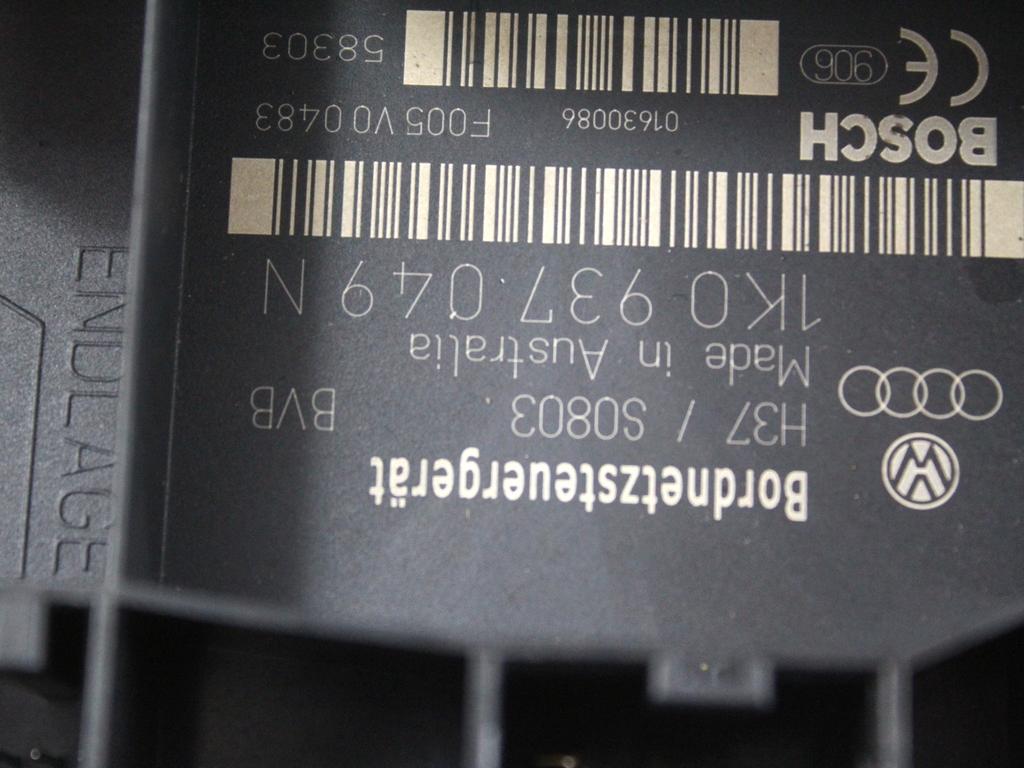 Bordnetzsteuergerät
H37 / S0803 BVB
Made in Australia
1K0 937 049 N
BOSCH
01630086
F005 V0 0483
906
58303
ENDLAGE